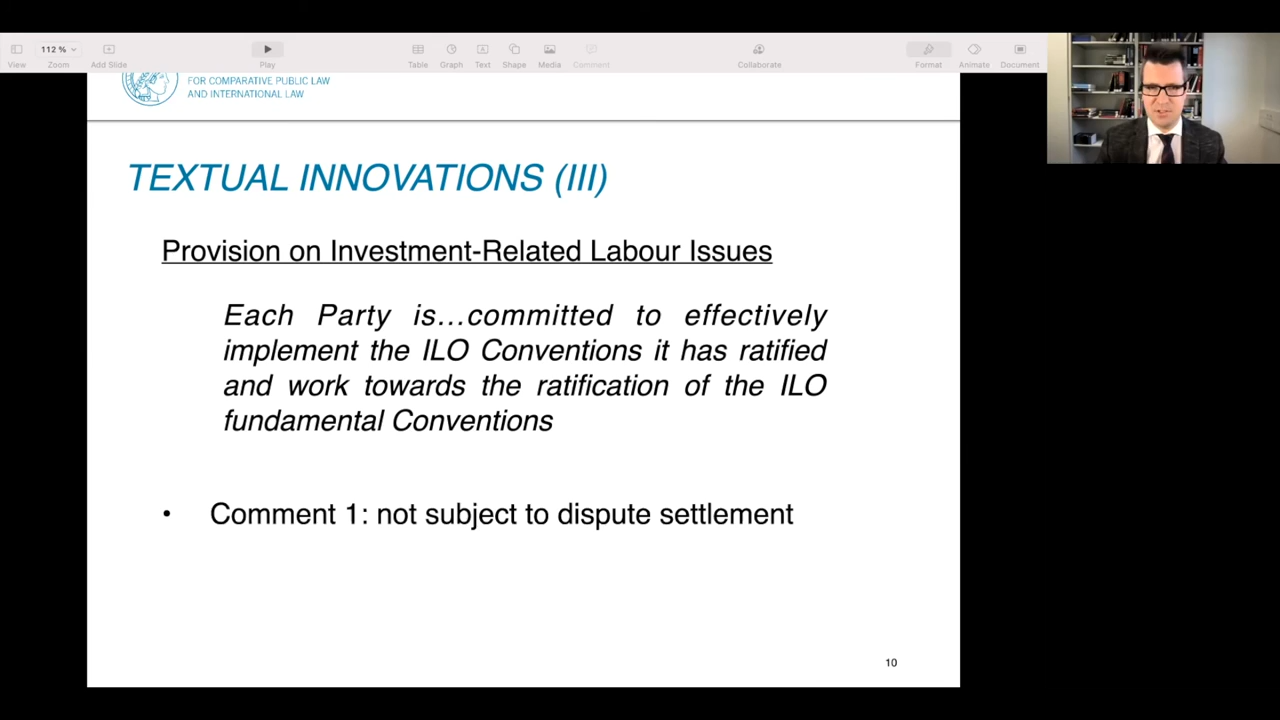 112 %
View
Zoom
Add Slide
Play
Table
Graph
Text
Shape
Media
Comment
Collaborate
Format
Animate
Document
FOR COMPARATIVE PUBLIC LAW
AND INTERNATIONAL LAW
TEXTUAL INNOVATIONS (III)
Provision on Investment-Related Labour Issues
Each Party is…committed to effectively
implement the ILO Conventions it has ratified
and work towards the ratification of the ILO
fundamental Conventions
• Comment 1: not subject to dispute settlement
10